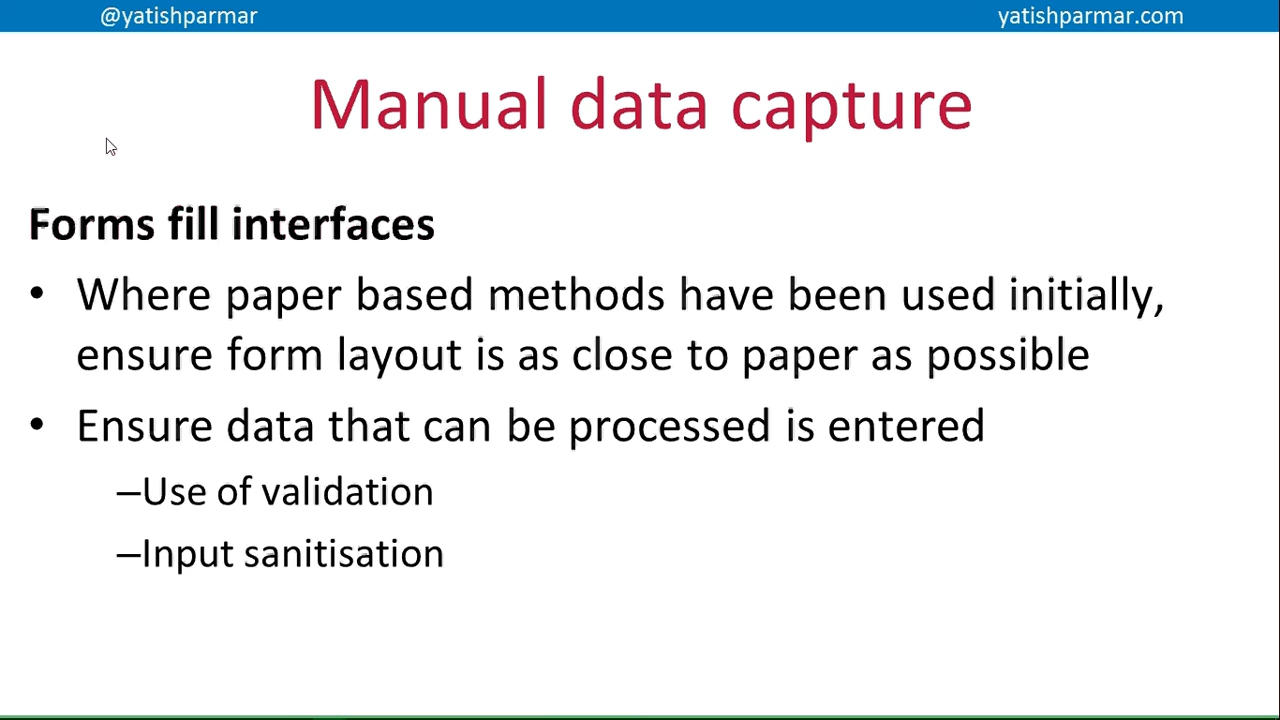 @yatishparmar
yatishparmar.com
Manual data capture
Forms fill interfaces
• Where paper based methods have been used initially,
ensure form layout is as close to paper as possible
• Ensure data that can be processed is entered
–Use of validation
–Input sanitisation